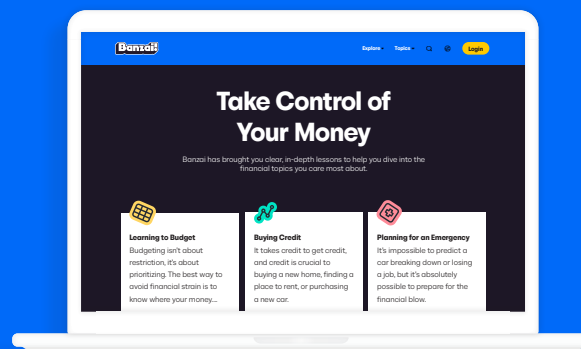 Banzai!
Explore
Topics
Login
Take Control of
Your Money
Banzai has brought you clear, in-depth lessons to help you dive into the
financial topics you care most about.
Learning to Budget
Budgeting isn't about
restriction, it's about
prioritizing. The best way to
avoid financial strain is to
know where your money...
Buying Credit
It takes credit to get credit,
and credit is crucial to
buying a new home, finding a
place to rent, or purchasing
a new car.
Planning for an Emergency
It's impossible to predict a
car breaking down or losing
a job, but it's absolutely
possible to prepare for the
financial blow.